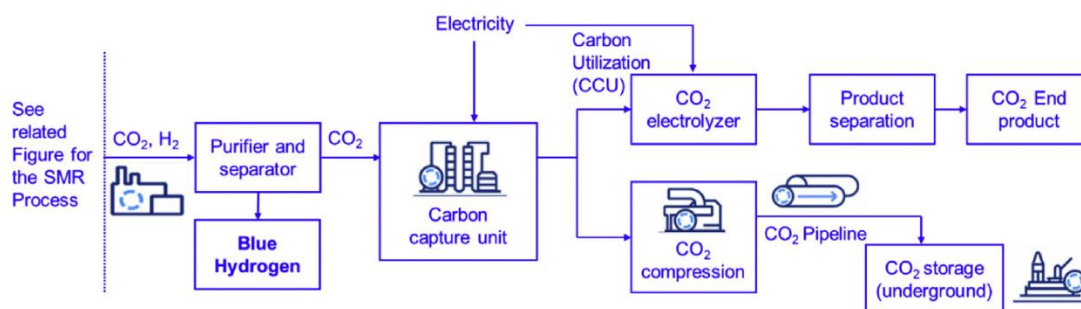 Electricity
See
related
Figure for
the SMR
Process
CO₂, H₂
Purifier and
separator
Blue
Hydrogen
CO₂
Carbon
capture unit
Carbon
Utilization
(CCU)
CO₂
electrolyzer
Product
separation
CO₂ End
product
CO₂
compression
CO₂ Pipeline
CO₂ storage
(underground)